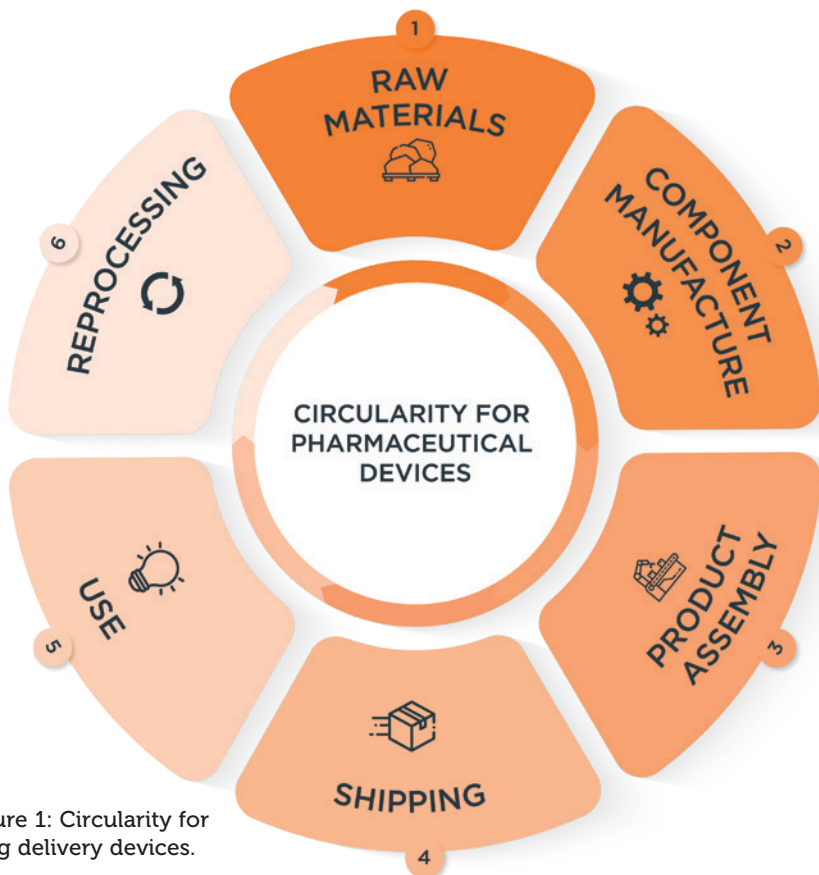 1
RAW
MATERIALS
2
COMPONENT
MANUFACTURE
3
PRODUCT
ASSEMBLY
4
SHIPPING
5
USE
6
REPROCESSING
CIRCULARITY FOR
PHARMACEUTICAL
DEVICES
ure 1: Circularity for
g delivery devices.